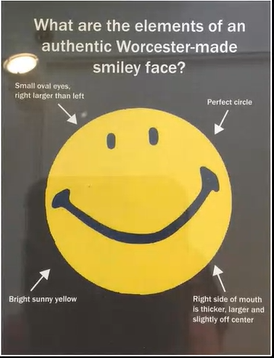 What are the elements of an
authentic Worcester-made
smiley face?
Small oval eyes,
right larger than left
Perfect circle
Bright sunny yellow
Right side of mouth
is thicker, larger and
slightly off center